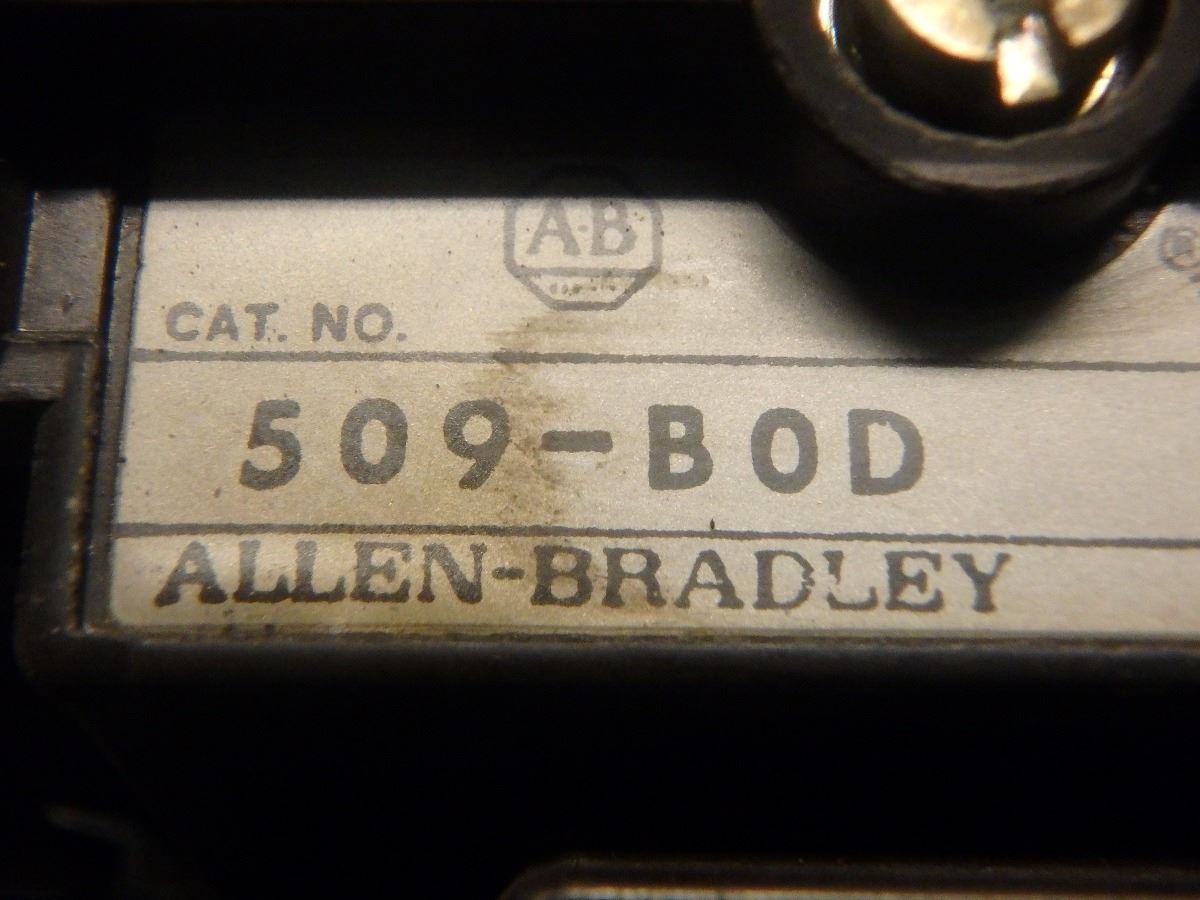 A·B
®
CAT. NO.
509-BOD
ALLEN-BRADLEY